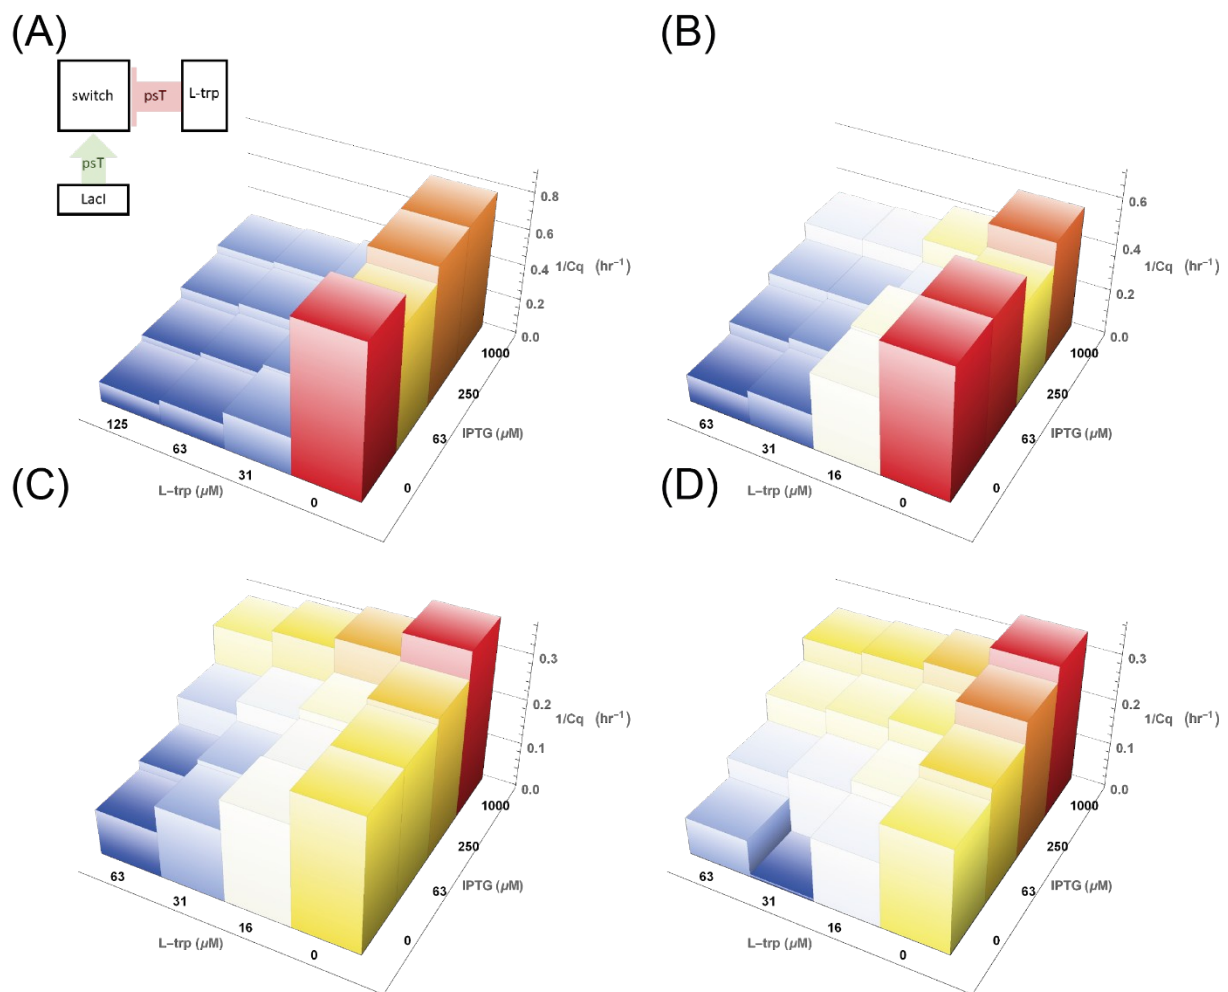 (A)
switch
psT
L-trp
psT
LacI
0.8
0.6
0.4
0.2
0.0
1/Cq (hr⁻¹)
1000
250
63
0
IPTG (µM)
125
63
31
0
L−trp (µM)
(B)
0.6
0.4
0.2
0.0
1/Cq (hr⁻¹)
1000
250
63
0
IPTG (µM)
63
31
16
0
L−trp (µM)
(C)
0.3
0.2
0.1
0.0
1/Cq (hr⁻¹)
1000
250
63
0
IPTG (µM)
63
31
16
0
L−trp (µM)
(D)
0.3
0.2
0.1
0.0
1/Cq (hr⁻¹)
1000
250
63
0
IPTG (µM)
63
31
16
0
L−trp (µM)